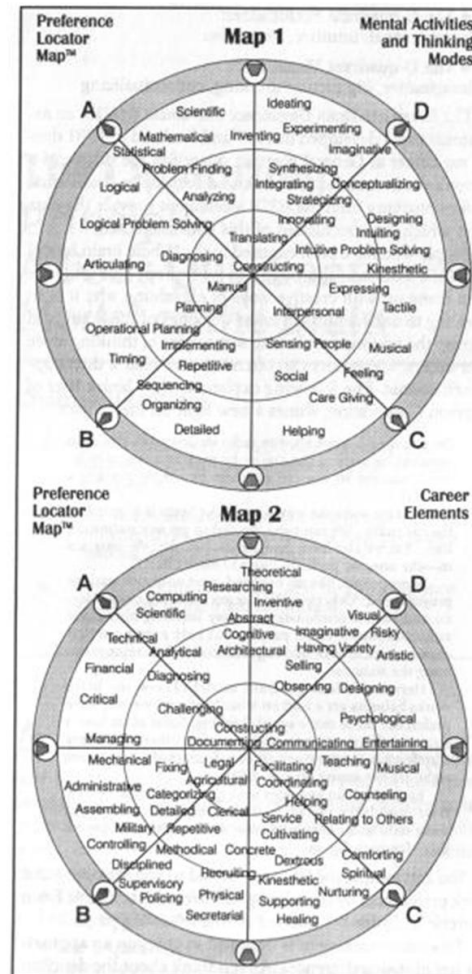 Preference
Locator
Map™
Map 1
Mental Activities
and Thinking
Modes
A
D
Scientific
Ideating
Mathematical
Inventing
Experimenting
Statistical
Imaginative
Problem Finding
Synthesizing
Logical
Integrating
Conceptualizing
Analyzing
Strategizing
Logical Problem Solving
Innovating
Designing
Translating
Intuiting
Diagnosing
Intuitive Problem Solving
Articulating
Constructing
Kinesthetic
Manual
Expressing
Planning
Interpersonal
Tactile
Operational Planning
Implementing
Sensing People
Musical
Timing
Repetitive
Feeling
Sequencing
Social
Organizing
Care Giving
B
C
Detailed
Helping
Preference
Locator
Map™
Map 2
Career
Elements
A
D
Theoretical
Computing
Researching
Visual
Scientific
Inventive
Abstract
Risky
Technical
Cognitive
Imaginative
Analytical
Architectural
Having Variety
Artistic
Financial
Selling
Diagnosing
Observing
Designing
Critical
Challenging
Psychological
Constructing
Managing
Documenting
Communicating
Entertaining
Mechanical
Fixing
Legal
Facilitating
Teaching
Musical
Administrative
Agricultural
Coordinating
Categorizing
Helping
Counseling
Assembling
Detailed
Clerical
Service
Relating to Others
Military
Repetitive
Cultivating
Controlling
Methodical
Concrete
Comforting
Disciplined
Dextrous
Spiritual
Supervisory
Recruiting
Kinesthetic
Nurturing
Policing
Physical
Supporting
B
C
Secretarial
Healing